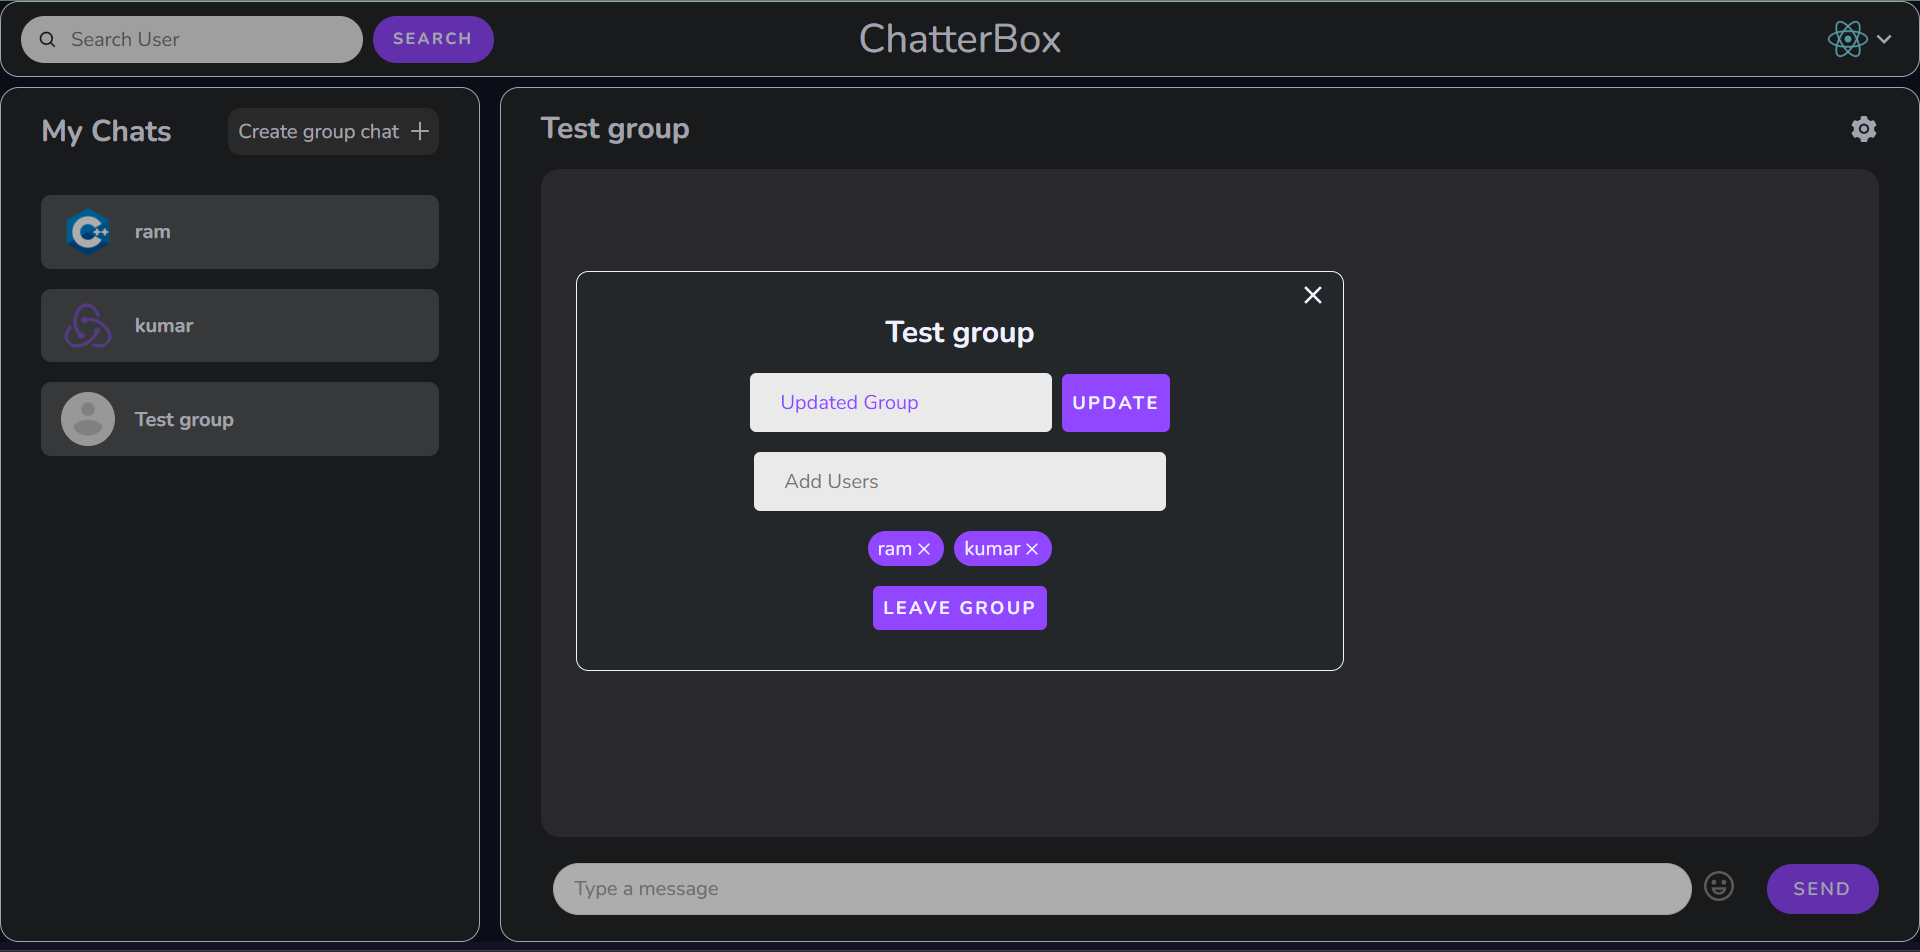 Search User
SEARCH
ChatterBox
My Chats
Create group chat
ram
kumar
Test group
Test group
Test group
Updated Group
UPDATE
Add Users
ram
kumar
LEAVE GROUP
Type a message
SEND